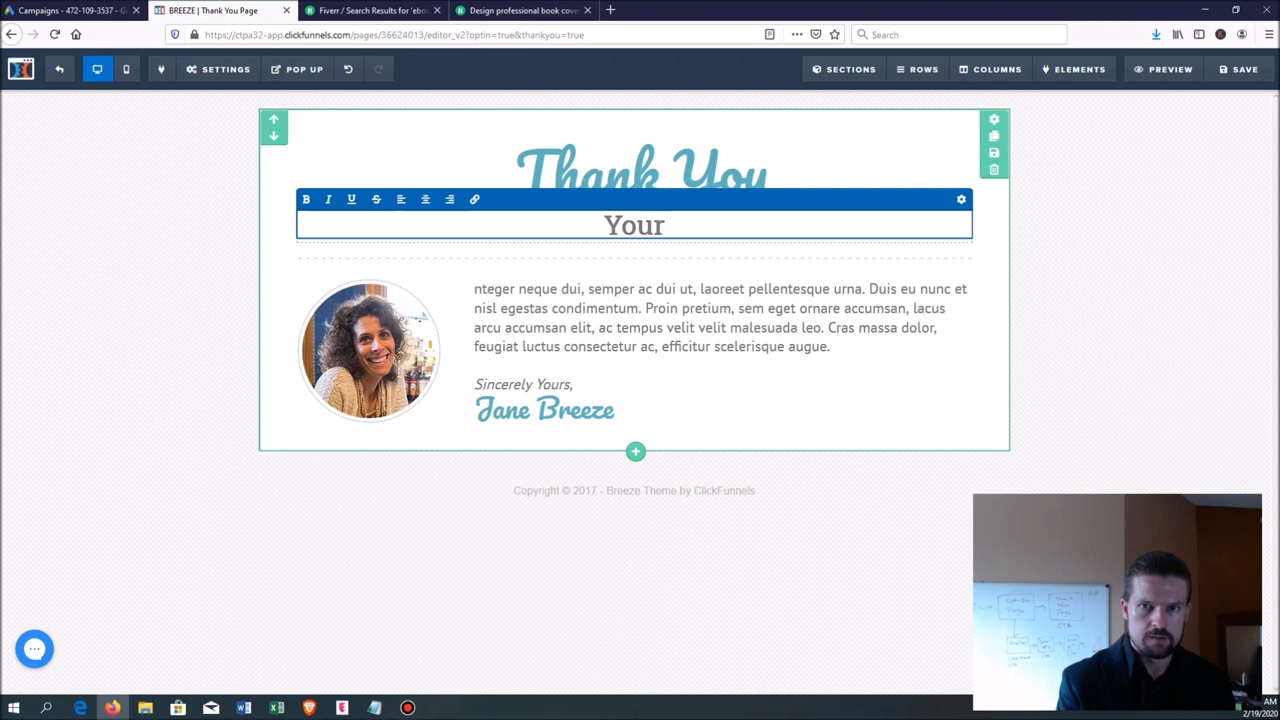 Campaigns - 472-109-3537 - G
BREEZE | Thank You Page
Fiverr / Search Results for 'ebo
Design professional book cove
https://ctpa32-app.clickfunnels.com/pages/36624013/editor_v2?optin=true&thankyou=true
Search
SETTINGS
POP UP
SECTIONS
ROWS
COLUMNS
ELEMENTS
PREVIEW
SAVE
Thank You
B I U S
Your
nteger neque dui, semper ac dui ut, laoreet pellentesque urna. Duis eu nunc et
nisl egestas condimentum. Proin pretium, sem eget ornare accumsan, lacus
arcu accumsan elit, ac tempus velit velit malesuada leo. Cras massa dolor,
feugiat luctus consectetur ac, efficitur scelerisque augue.
Sincerely Yours,
Jane Breeze
Copyright © 2017 - Breeze Theme by ClickFunnels
AM
2/19/2020